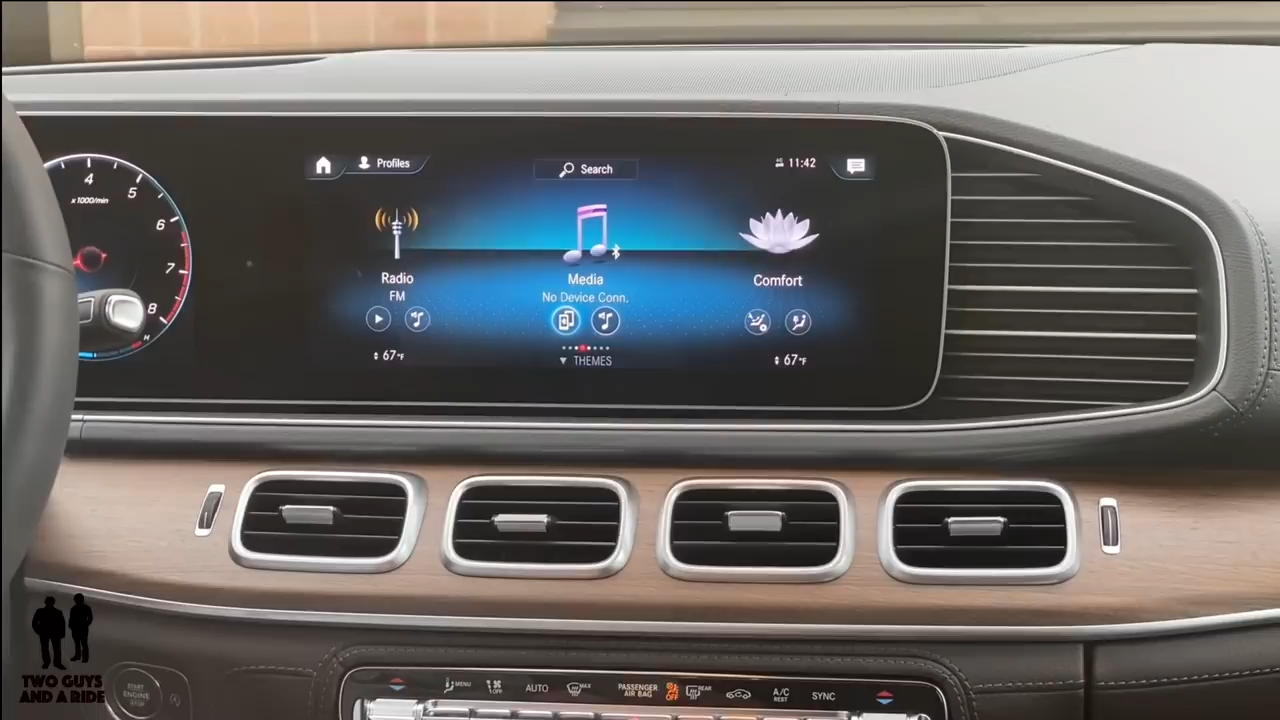 4
5
x1000/min
6
7
8
H
Profiles
Search
4G
11:42
Radio
FM
Media
No Device Conn.
Comfort
67°F
THEMES
67°F
START
ENGINE
STOP
MENU
OFF
AUTO
MAX
PASSENGER
AIR BAG
OFF
REAR
A/C
REST
SYNC
TWO GUYS
AND A RIDE